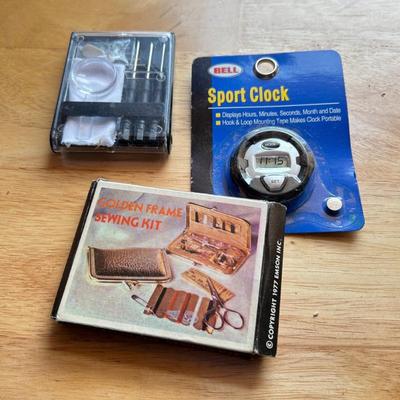 BELL
Sport Clock
Displays Hours, Minutes, Seconds, Month and Date
Hook & Loop Mounting Tape Makes Clock Portable
SET
GOLDEN FRAME
SEWING KIT
© COPYRIGHT 1977 EMSON INC.